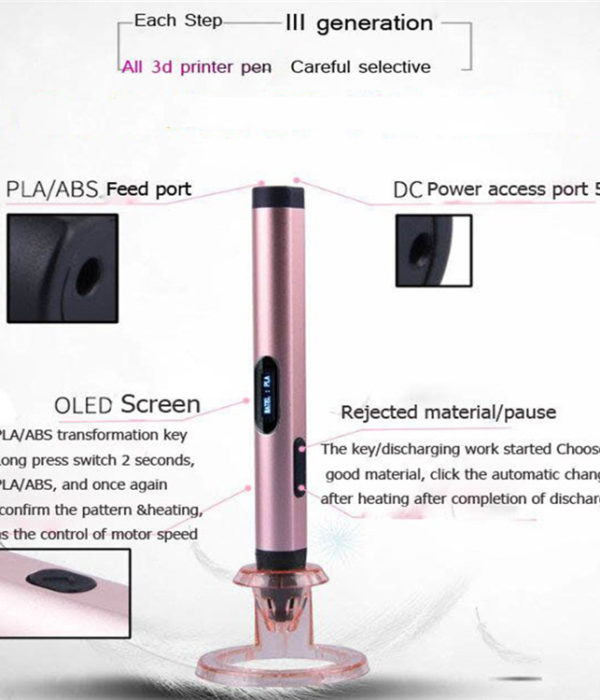 Each Step
III generation
All 3d printer pen Careful selective
PLA/ABS Feed port
DC Power access port 5
OLED Screen
PLA/ABS transformation key
Long press switch 2 seconds,
PLA/ABS, and once again
confirm the pattern &heating,
as the control of motor speed
Rejected material/pause
The key/discharging work started Choose
good material, click the automatic chang
after heating after completion of discharg
: PLA